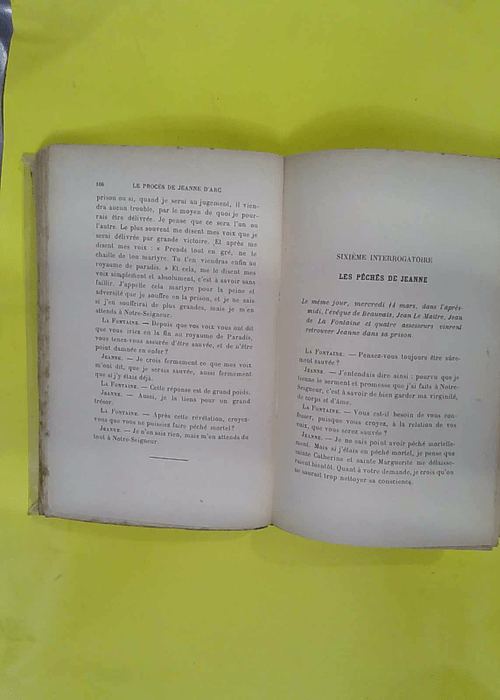 166 LE PROCÈS DE JEANNE D'ARC
prison ou si, quand je serai au jugement, il vien-
dra aucun trouble, par le moyen de quoi je pour-
rais être délivrée. Je pense que ce sera l'un ou
l'autre. Le plus souvent me disent mes voix que je
serai délivrée par grande victoire. Et après me
disent mes voix : « Prends tout en gré, ne te
chaille de ton martyre. Tu t'en viendras enfin au
royaume de paradis. » Et cela, me le disent mes
voix simplement et absolument, c'est à savoir sans
faillir. J'appelle cela martyre pour la peine et
adversité que je souffre en la prison, et je ne sais
si j'en souffrirai de plus grandes, mais je m'en
attends à Notre-Seigneur.
LA FONTAINE. — Depuis que vos voix vous ont dit
que vous iriez en la fin au royaume de Paradis,
vous tenez-vous assurée d'être sauvée, et de n'être
point damnée en enfer ?
JEANNE. — Je crois fermement ce que mes voix
m'ont dit, que je serais sauvée, aussi fermement
que si j'y étais déjà.
LA FONTAINE. — Cette réponse est de grand poids.
JEANNE. — Aussi, je la tiens pour un grand
trésor.
LA FONTAINE. — Après cette révélation, croyez-
vous que vous ne puissiez faire péché mortel ?
JEANNE. — Je n'en sais rien, mais m'en attends du
tout à Notre-Seigneur.
SIXIÈME INTERROGATOIRE
LES PÉCHÉS DE JEANNE
Le même jour, mercredi 14 mars, dans l'après-
midi, l'évêque de Beauvais, Jean Le Maître, Jean
de La Fontaine et quatre assesseurs vinrent
retrouver Jeanne dans sa prison.
LA FONTAINE. — Pensez-vous toujours être sûre-
ment sauvée ?
JEANNE. — J'entendais dire ainsi : pourvu que je
tienne le serment et promesse que j'ai faits à Notre-
Seigneur, c'est à savoir de bien garder ma virginité,
de corps et d'âme.
LA FONTAINE. — Vous est-il besoin de vous con-
fesser, puisque vous croyez, à la relation de vos
voix, que vous serez sauvée ?
JEANNE. — Je ne sais point avoir péché mortelle-
ment. Mais si j'étais en péché mortel, je pense que
sainte Catherine et sainte Marguerite me délaisse-
raient bientôt. Quant à votre demande, je crois qu'on
ne saurait trop nettoyer sa conscience.